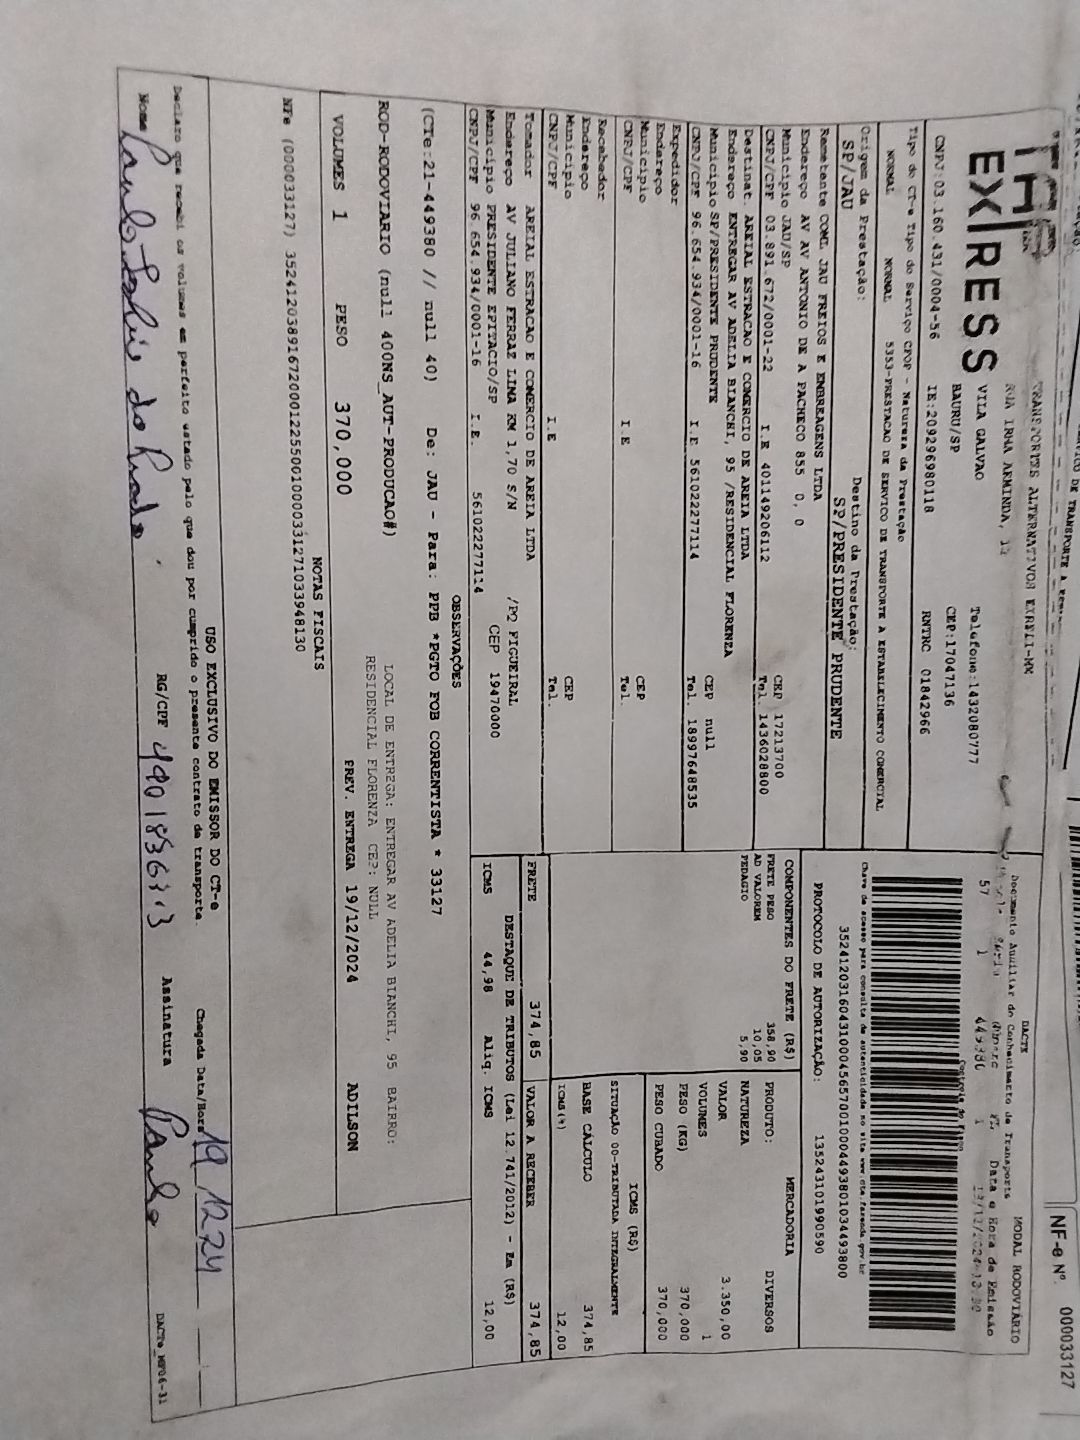 NF-e Nº. 000033127
EXPRESS
TRANSPORTES ALTERNATIVOS EIRELI-ME
RUA IRMA ARMINDA,
VILA GALVAO Telefone:1432080777
BAURU/SP CEP:17047136
CNPJ:03.160.431/0004-56 IE:209296980118 RNTRC 01842966
Tipo do CT-e Tipo do Serviço CFOP - Natureza da Prestação
NORMAL NORMAL 5353-PRESTACAO DE SERVICO DE TRANSPORTE A ESTABELECIMENTO COMERCIAL
Origem da Prestação: Destino da Prestação:
SP/JAU SP/PRESIDENTE PRUDENTE
Remetente COML JAU FREIOS E EMBREAGENS LTDA
Endereço AV AV ANTONIO DE A PACHECO 855 0, 0
Município JAU/SP CEP 17213700
CNPJ/CPF 03.891.672/0001-22 I.E 401149206112 Tel. 1436028800
Destinat. AREIAL ESTRACAO E COMERCIO DE AREIA LTDA
Endereço ENTREGAR AV ADELIA BIANCHI, 95 /RESIDENCIAL FLORENZA
Município SP/PRESIDENTE PRUDENTE CEP null
CNPJ/CPF 96.654.934/0001-16 I.E 561022277114 Tel. 18997648535
Expedidor
Endereço
Município CEP
CNPJ/CPF I.E Tel.
Recebedor
Endereço
Município CEP
CNPJ/CPF I.E Tel.
Tomador AREIAL ESTRACAO E COMERCIO DE AREIA LTDA
Endereço AV JULIANO FERRAZ LIMA KM 1,70 S/N /PQ FIGUEIRAL
Município PRESIDENTE EPITACIO/SP CEP 19470000
CNPJ/CPF 96.654.934/0001-16 I.E. 561022277114
DACTE MODAL RODOVIÁRIO
Documento Auxiliar do Conhecimento de Transporte
Data e Hora de Emissão
57 1 449380 1
Controle do Fisco
Chave de acesso para consulta de autenticidade no site www.cte.fazenda.gov.br
35241203160431000456570010004493801034493800
PROTOCOLO DE AUTORIZAÇÃO: 135243101990590
COMPONENTES DO FRETE (R$)
FRETE PESO 358,90
AD VALOREM 10,05
PEDAGIO 5,90
MERCADORIA
PRODUTO: DIVERSOS
NATUREZA
VALOR 3.350,00
VOLUMES 1
PESO (KG) 370,000
PESO CUBADO 370,000
ICMS (R$)
SITUAÇÃO 00-TRIBUTADA INTEGRALMENTE
BASE CÁLCULO 374,85
ICMS(%) 12,00
FRETE 374,85 VALOR A RECEBER 374,85
DESTAQUE DE TRIBUTOS (Lei 12.741/2012) - Em (R$)
ICMS 44,98 Aliq. ICMS 12,00
OBSERVAÇÕES
(CTe:21-449380 // null 40) De: JAU - Para: PPB *PGTO FOB CORRENTISTA * 33127
LOCAL DE ENTREGA: ENTREGAR AV ADELIA BIANCHI, 95 BAIRRO:
ROD-RODOVIARIO (null 400NS_AUT-PRODUCAO#) RESIDENCIAL FLORENZA CEP: NULL
VOLUMES 1 PESO 370,000 PREV. ENTREGA 19/12/2024 ADILSON
NOTAS FISCAIS
NFe (000033127) 35241203891672000122550010000331271033948130
USO EXCLUSIVO DO EMISSOR DO CT-e
Declaro que recebi os volumes em perfeito estado pelo que dou por cumprido o presente contrato de transporte. Chegada Data/Hora 19 12 24
Nome RG/CPF Assinatura Paulo
DACTe_MP06-31